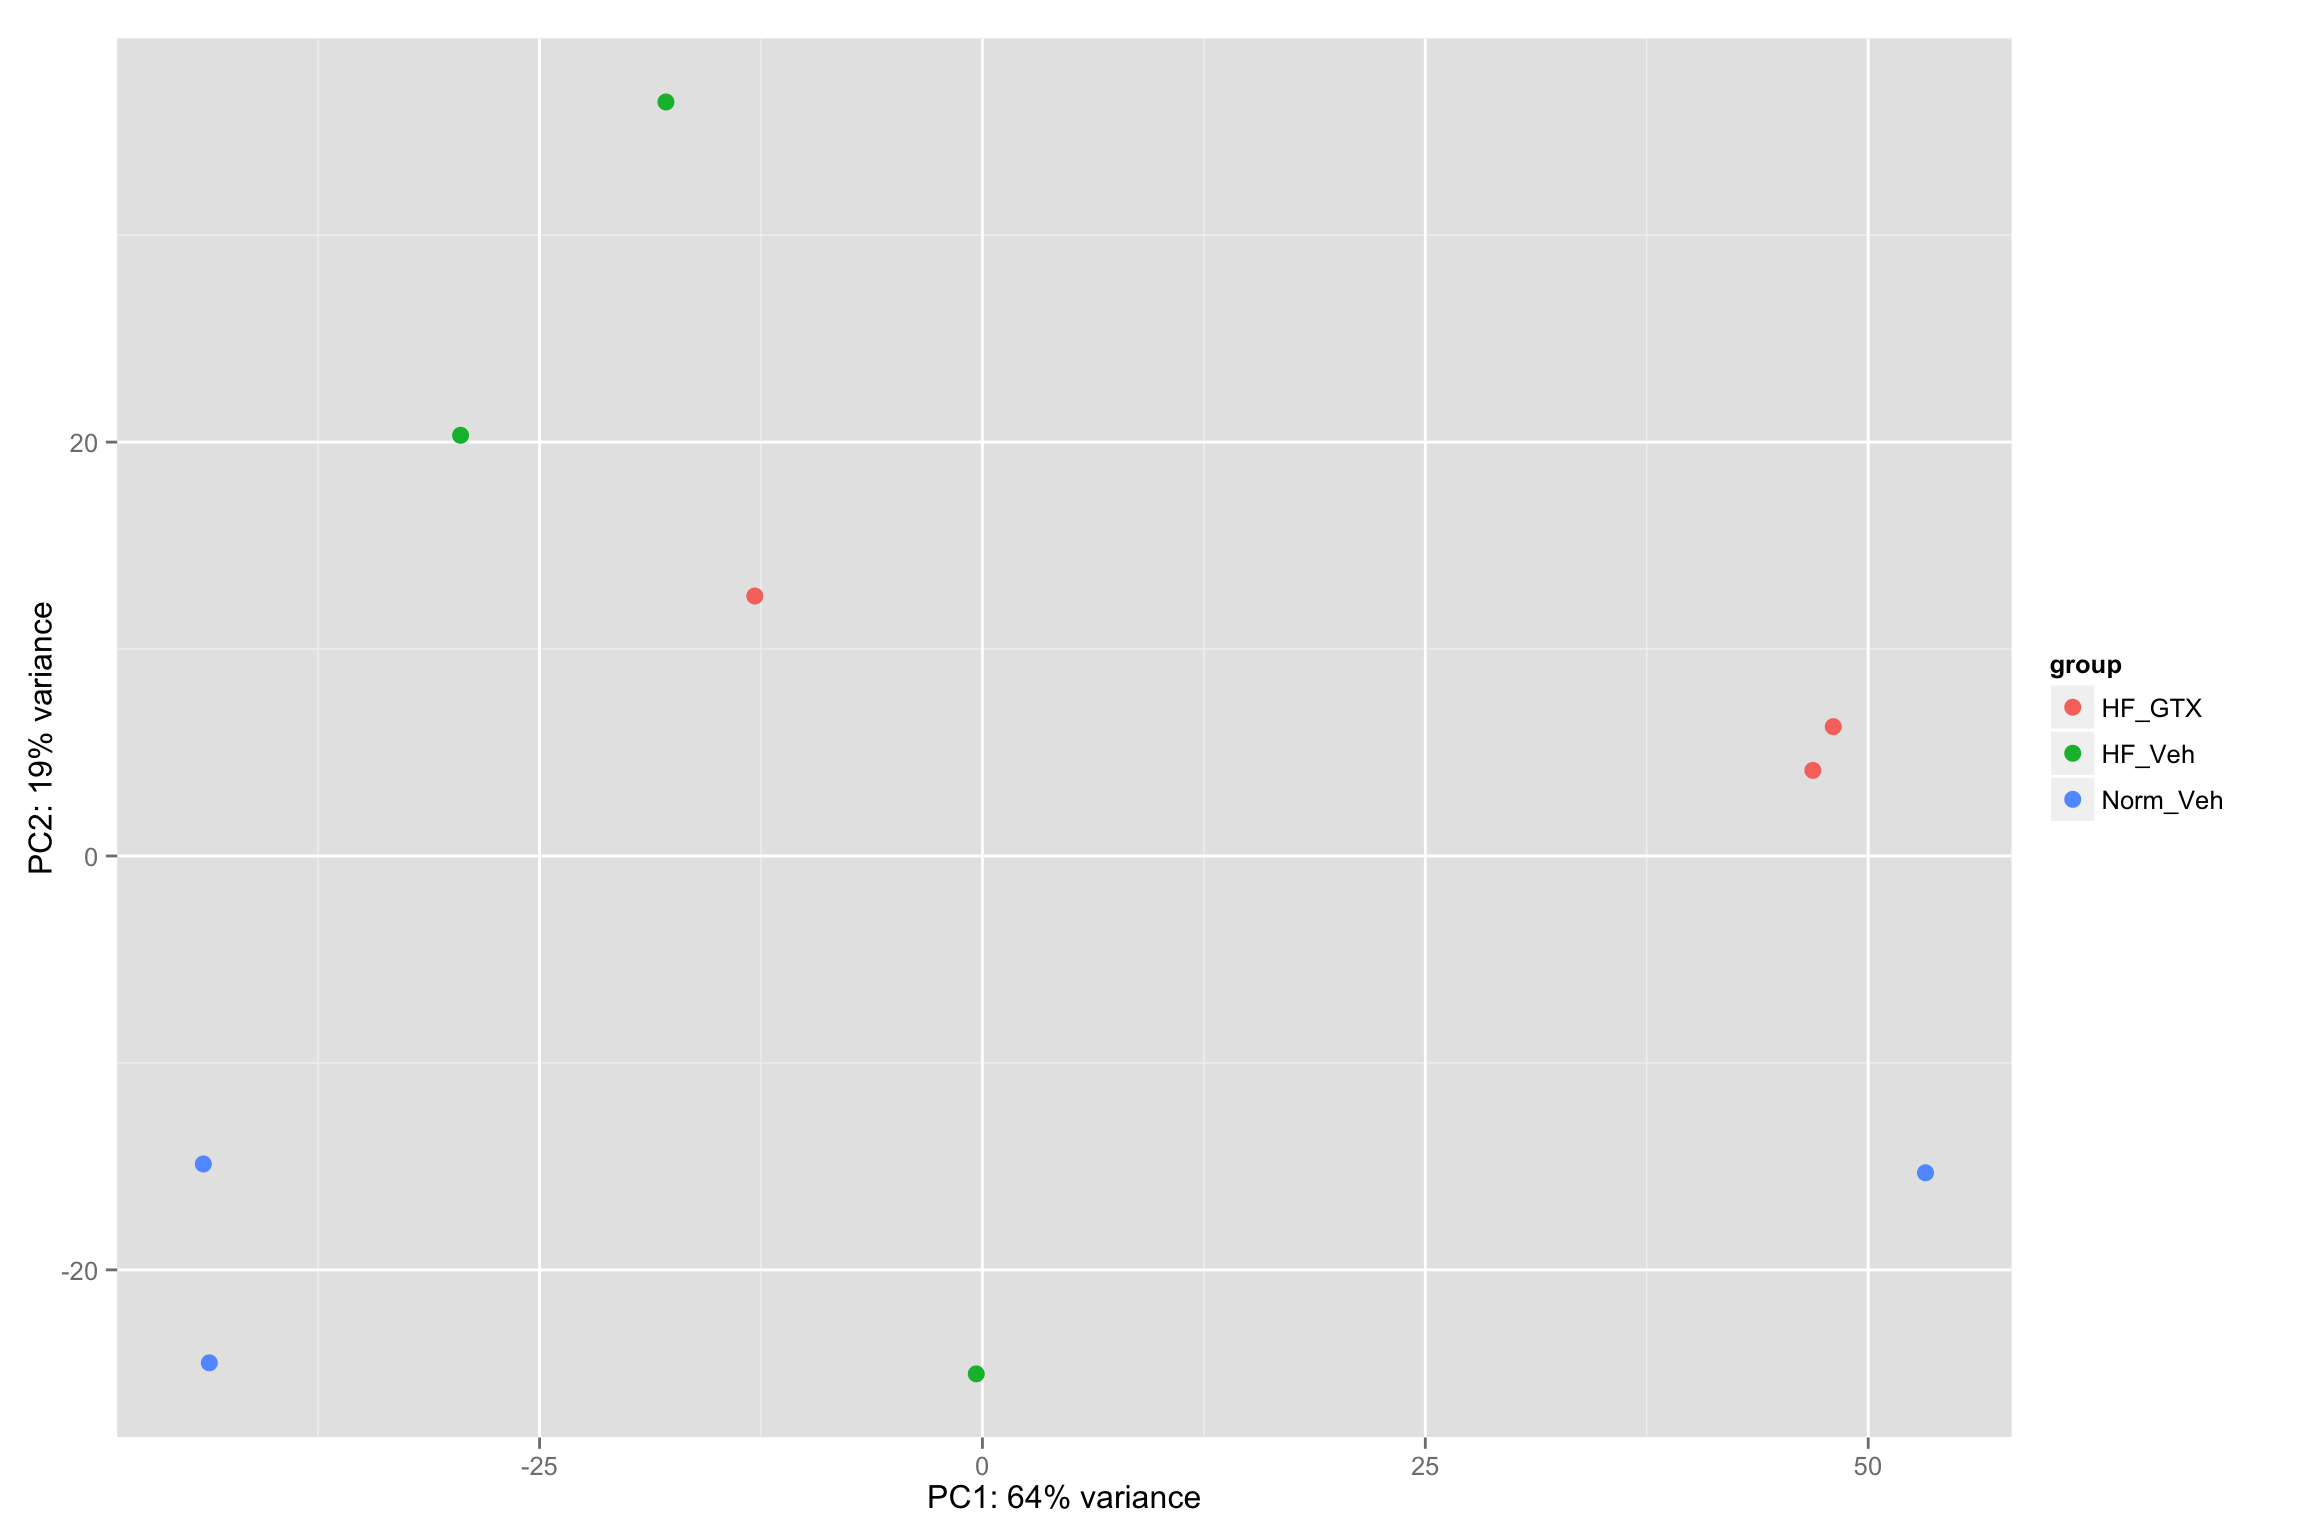 PC2: 19% variance
20
0
-20
-25
0
25
50
PC1: 64% variance
group
HF_GTX
HF_Veh
Norm_Veh